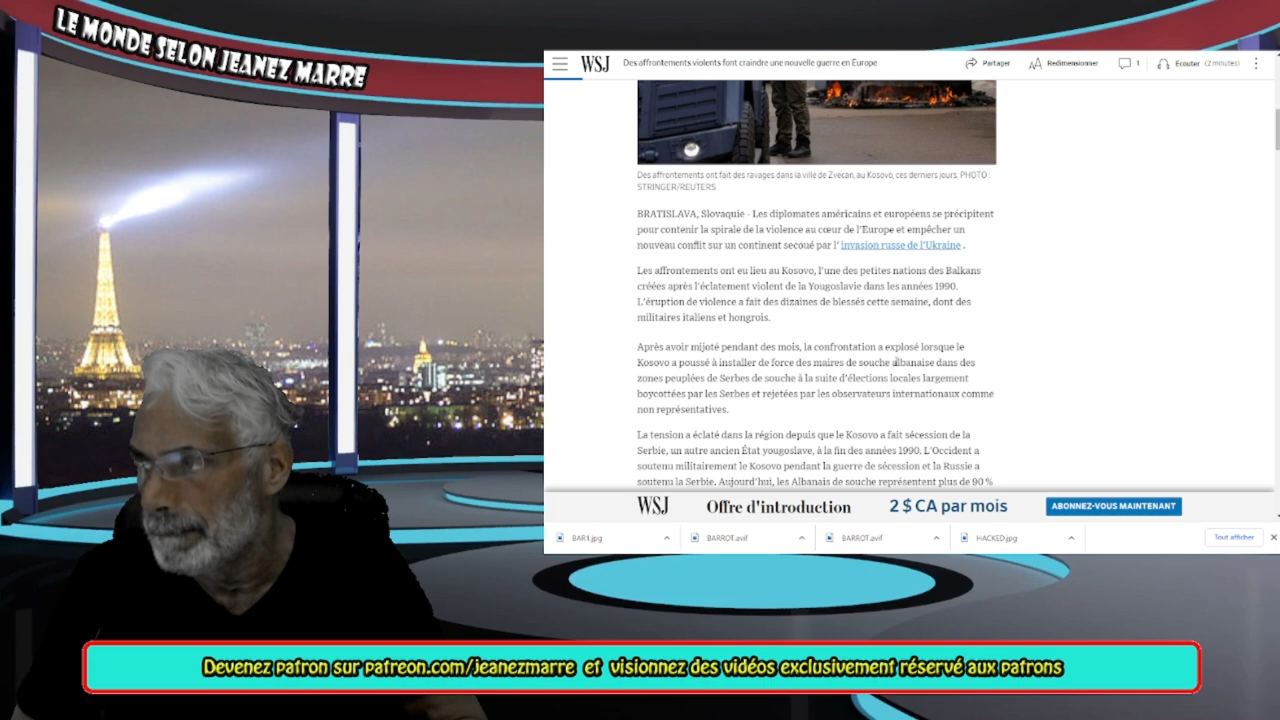 LE MONDE SELON JEANEZ MARRE
WSJ Des affrontements violents font craindre une nouvelle guerre en Europe Partager Redimensionner 1 Ecouter (2 minutes)
Des affrontements ont fait des ravages dans la ville de Zvecan, au Kosovo, ces derniers jours. PHOTO :
STRINGER/REUTERS
BRATISLAVA, Slovaquie - Les diplomates américains et européens se précipitent
pour contenir la spirale de la violence au cœur de l'Europe et empêcher un
nouveau conflit sur un continent secoué par l' invasion russe de l'Ukraine .
Les affrontements ont eu lieu au Kosovo, l'une des petites nations des Balkans
créées après l'éclatement violent de la Yougoslavie dans les années 1990.
L'éruption de violence a fait des dizaines de blessés cette semaine, dont des
militaires italiens et hongrois.
Après avoir mijoté pendant des mois, la confrontation a explosé lorsque le
Kosovo a poussé à installer de force des maires de souche albanaise dans des
zones peuplées de Serbes de souche à la suite d'élections locales largement
boycottées par les Serbes et rejetées par les observateurs internationaux comme
non représentatives.
La tension a éclaté dans la région depuis que le Kosovo a fait sécession de la
Serbie, un autre ancien État yougoslave, à la fin des années 1990. L'Occident a
soutenu militairement le Kosovo pendant la guerre de sécession et la Russie a
soutenu la Serbie. Aujourd'hui, les Albanais de souche représentent plus de 90 %
WSJ Offre d'introduction 2 $ CA par mois ABONNEZ-VOUS MAINTENANT
BAR1.jpg BARROT.avif BARROT.avif HACKED.jpg Tout afficher
Devenez patron sur patreon.com/jeanezmarre et visionnez des vidéos exclusivement réservé aux patrons